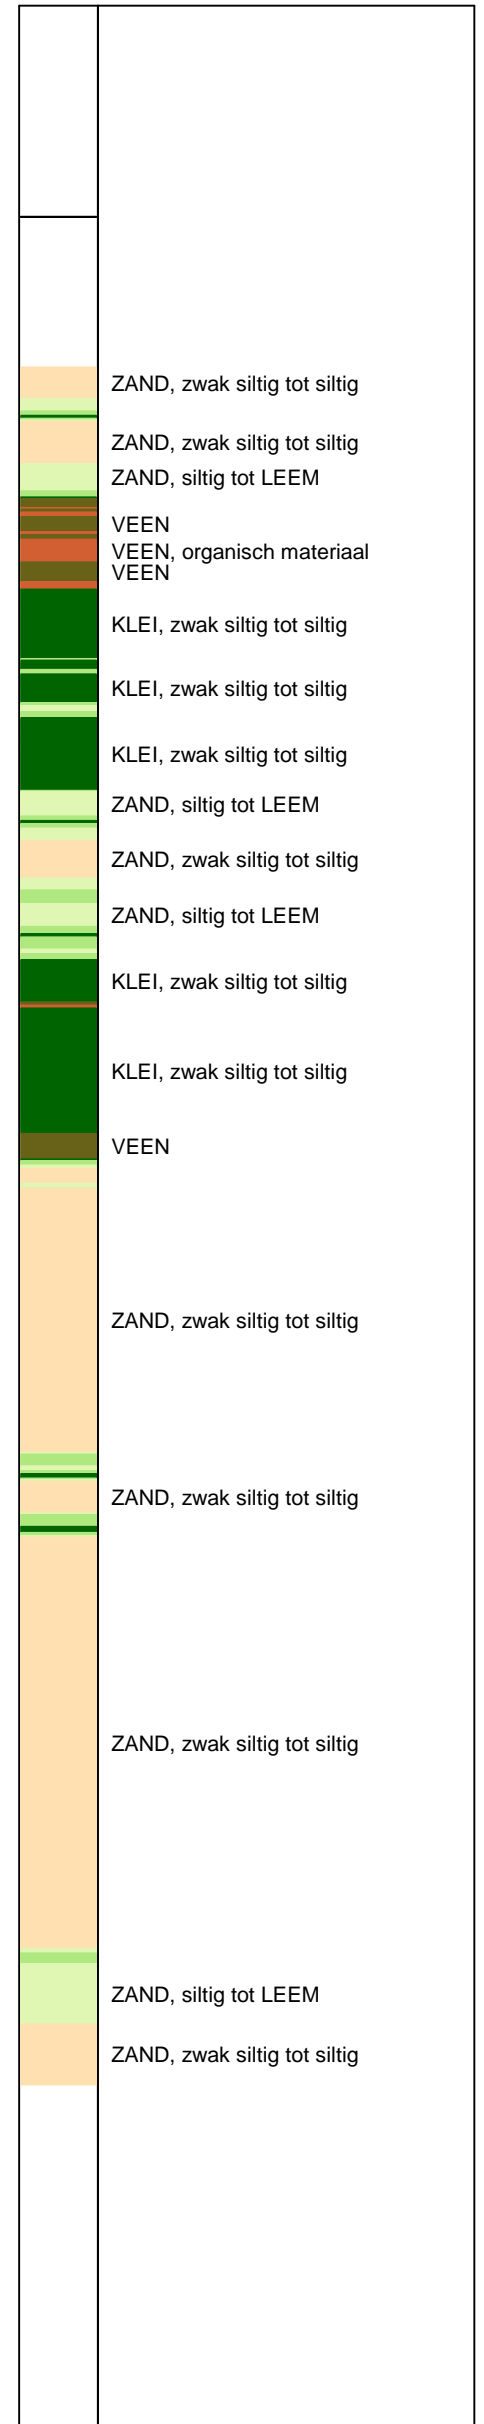 ZAND, zwak siltig tot siltig
ZAND, zwak siltig tot siltig
ZAND, siltig tot LEEM
VEEN
VEEN, organisch materiaal
VEEN
KLEI, zwak siltig tot siltig
KLEI, zwak siltig tot siltig
KLEI, zwak siltig tot siltig
ZAND, siltig tot LEEM
ZAND, zwak siltig tot siltig
ZAND, siltig tot LEEM
KLEI, zwak siltig tot siltig
KLEI, zwak siltig tot siltig
VEEN
ZAND, zwak siltig tot siltig
ZAND, zwak siltig tot siltig
ZAND, zwak siltig tot siltig
ZAND, siltig tot LEEM
ZAND, zwak siltig tot siltig